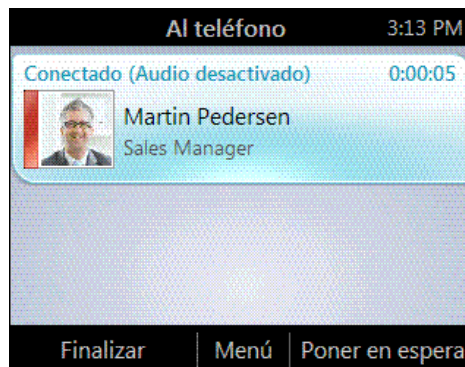 Al teléfono 3:13 PM
Conectado (Audio desactivado) 0:00:05
Martin Pedersen
Sales Manager
Finalizar Menú Poner en espera